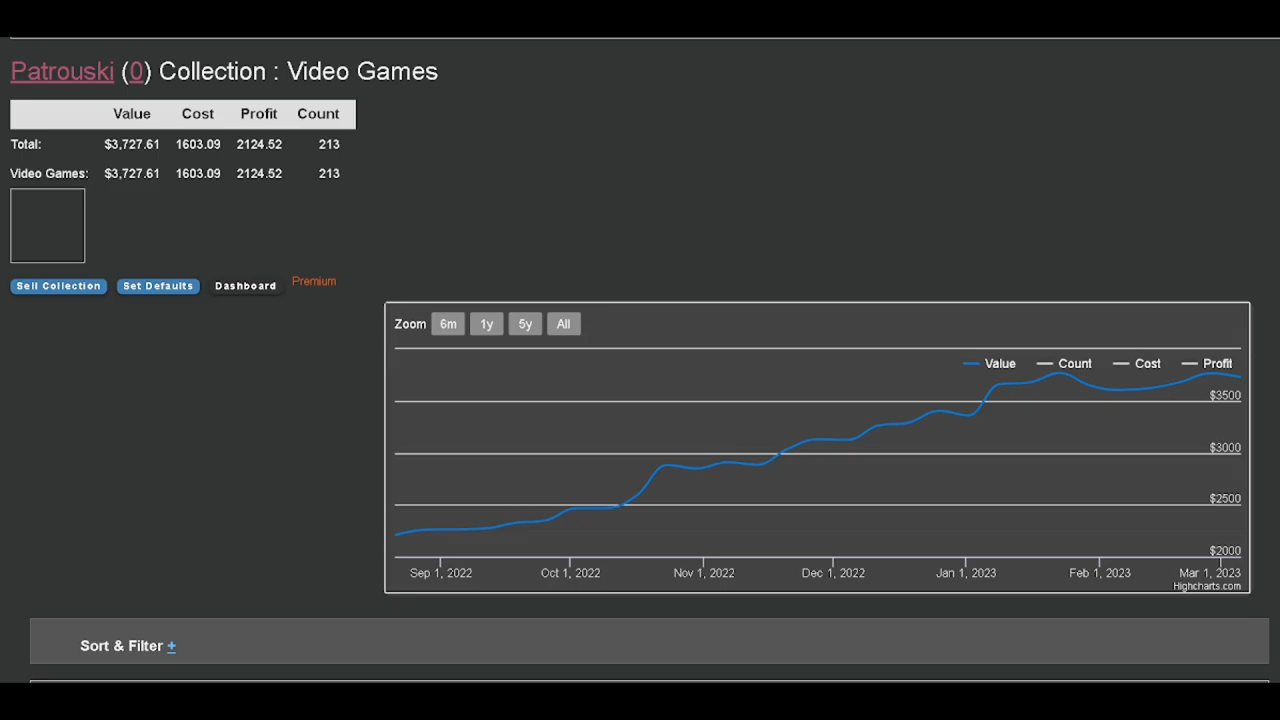 Patrouski (0) Collection : Video Games
Value Cost Profit Count
Total: $3,727.61 1603.09 2124.52 213
Video Games: $3,727.61 1603.09 2124.52 213
Sell Collection Set Defaults Dashboard Premium
Zoom 6m 1y 5y All
Value Count Cost Profit
$3500
$3000
$2500
$2000
Sep 1, 2022 Oct 1, 2022 Nov 1, 2022 Dec 1, 2022 Jan 1, 2023 Feb 1, 2023 Mar 1, 2023
Highcharts.com
Sort & Filter +